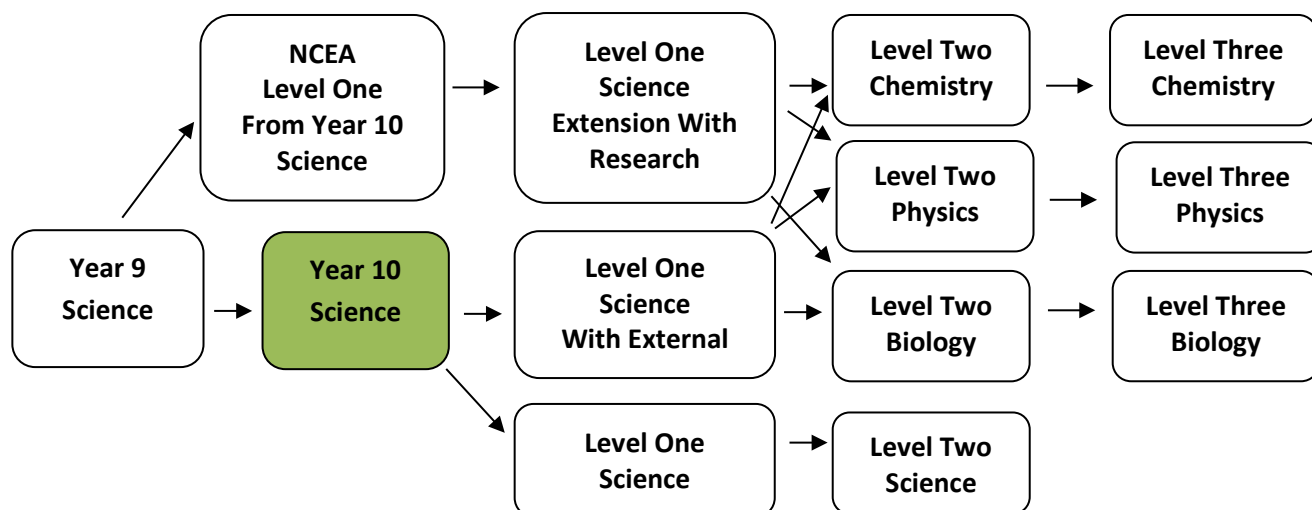 NCEA
Level One
From Year 10
Science
Level One
Science
Extension With
Research
Level Two
Chemistry
Level Three
Chemistry
Level Two
Physics
Level Three
Physics
Year 9
Science
Year 10
Science
Level One
Science
With External
Level Two
Biology
Level Three
Biology
Level One
Science
Level Two
Science